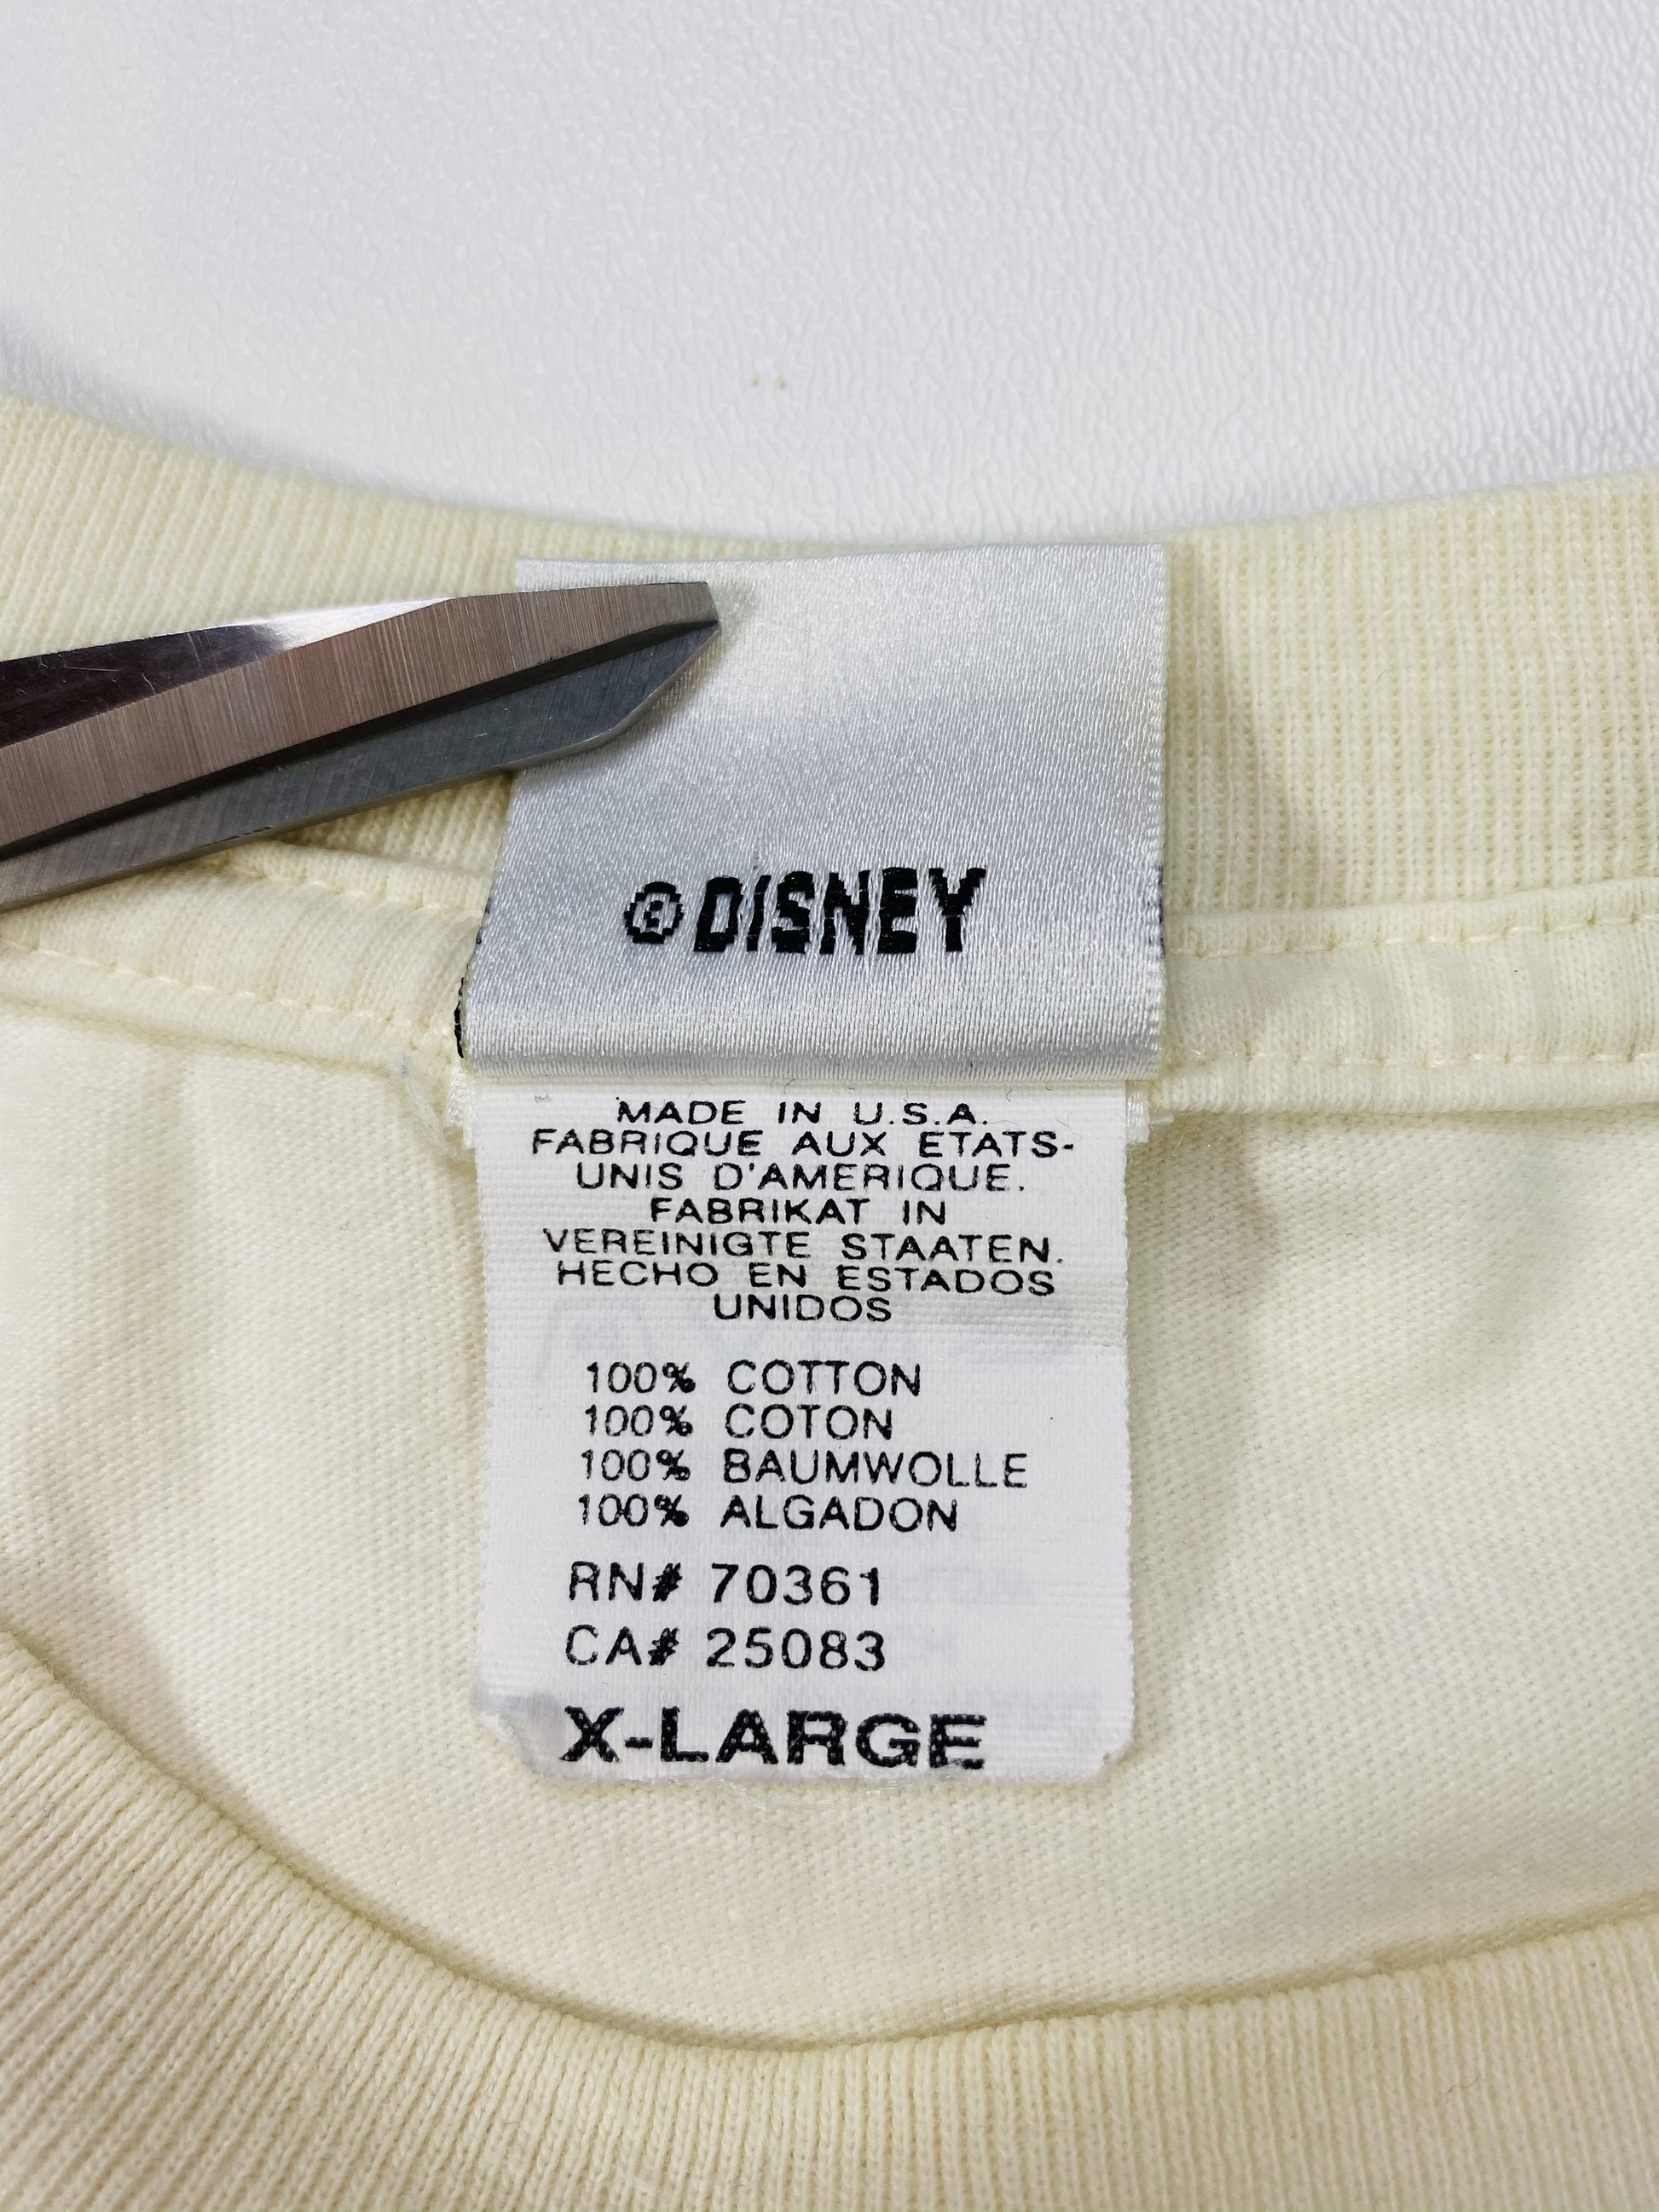 © DISNEY
MADE IN U.S.A.
FABRIQUE AUX ETATS-
UNIS D'AMERIQUE.
FABRIKAT IN
VEREINIGTE STAATEN.
HECHO EN ESTADOS
UNIDOS
100% COTTON
100% COTON
100% BAUMWOLLE
100% ALGADON
RN# 70361
CA# 25083
X-LARGE